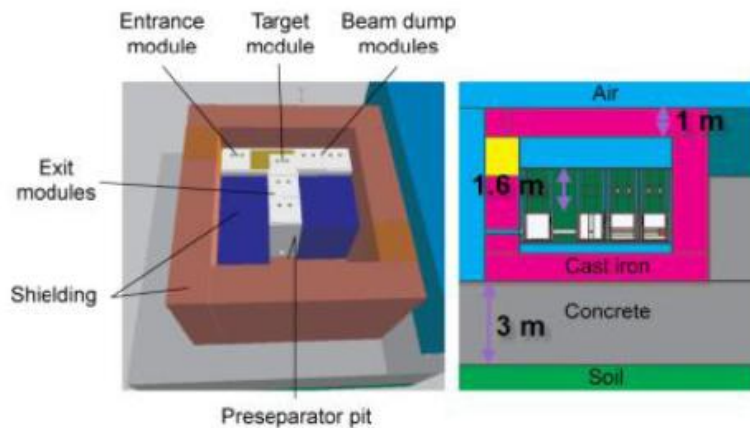 Entrance
module
Target
module
Beam dump
modules
Exit
modules
Shielding
Preseparator pit
Air
1 m
1.6 m
Cast iron
3 m
Concrete
Soil